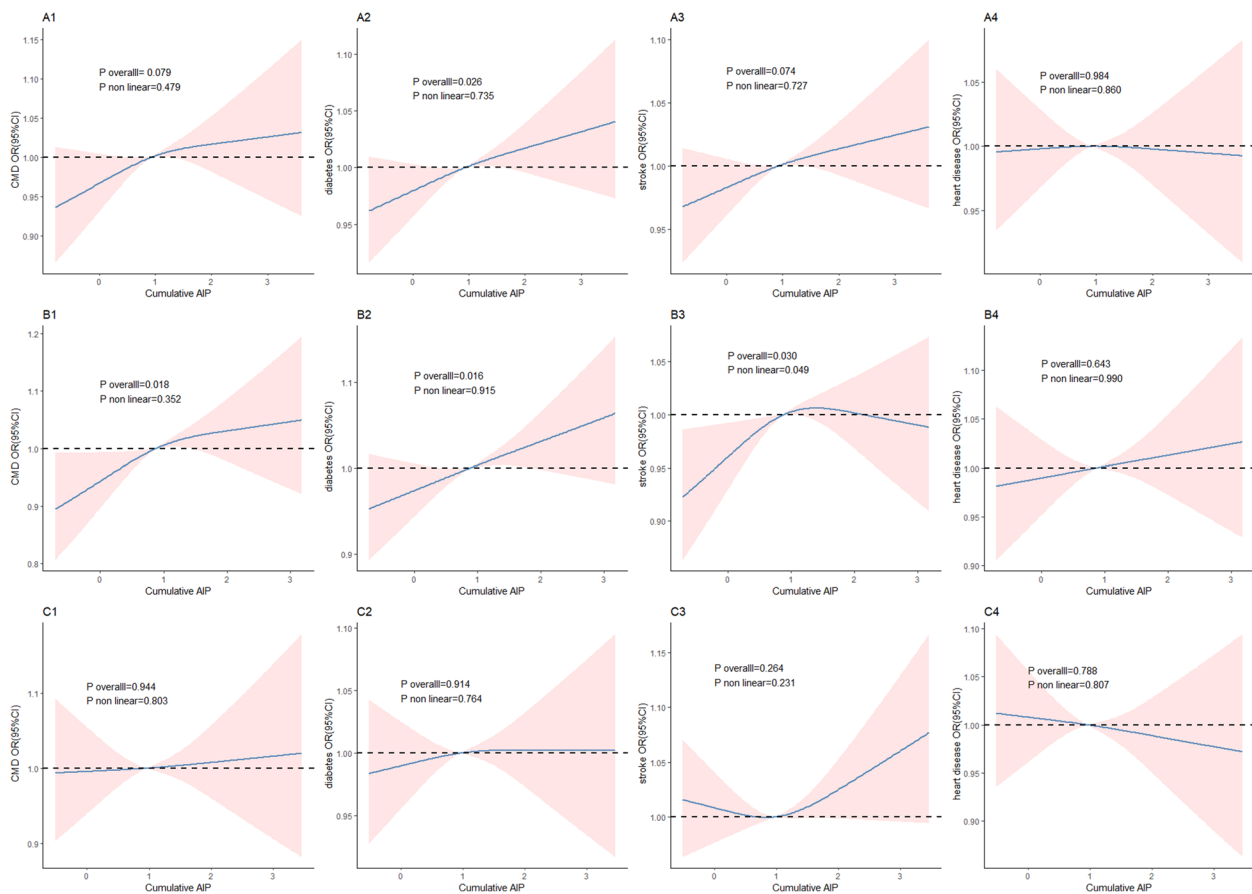 A1
1.15
1.10
1.05
1.00
0.95
0.90
CMD OR(95%CI)
P overalll= 0.079
P non linear=0.479
0 1 2 3
Cumulative AIP
A2
1.10
1.05
1.00
0.95
diabetes OR(95%CI)
P overalll=0.026
P non linear=0.735
0 1 2 3
Cumulative AIP
A3
1.10
1.05
1.00
0.95
stroke OR(95%CI)
P overalll=0.074
P non linear=0.727
0 1 2 3
Cumulative AIP
A4
1.05
1.00
0.95
heart disease OR(95%CI)
P overalll=0.984
P non linear=0.860
0 1 2 3
Cumulative AIP
B1
1.2
1.1
1.0
0.9
0.8
CMD OR(95%CI)
P overalll=0.018
P non linear=0.352
0 1 2 3
Cumulative AIP
B2
1.1
1.0
0.9
diabetes OR(95%CI)
P overalll=0.016
P non linear=0.915
0 1 2 3
Cumulative AIP
B3
1.05
1.00
0.95
0.90
stroke OR(95%CI)
P overalll=0.030
P non linear=0.049
0 1 2 3
Cumulative AIP
B4
1.10
1.05
1.00
0.95
0.90
heart disease OR(95%CI)
P overalll=0.643
P non linear=0.990
0 1 2 3
Cumulative AIP
C1
1.1
1.0
0.9
CMD OR(95%CI)
P overalll=0.944
P non linear=0.803
0 1 2 3
Cumulative AIP
C2
1.10
1.05
1.00
0.95
diabetes OR(95%CI)
P overalll=0.914
P non linear=0.764
0 1 2 3
Cumulative AIP
C3
1.15
1.10
1.05
1.00
stroke OR(95%CI)
P overalll=0.264
P non linear=0.231
0 1 2 3
Cumulative AIP
C4
1.10
1.05
1.00
0.95
0.90
heart disease OR(95%CI)
P overalll=0.788
P non linear=0.807
0 1 2 3
Cumulative AIP